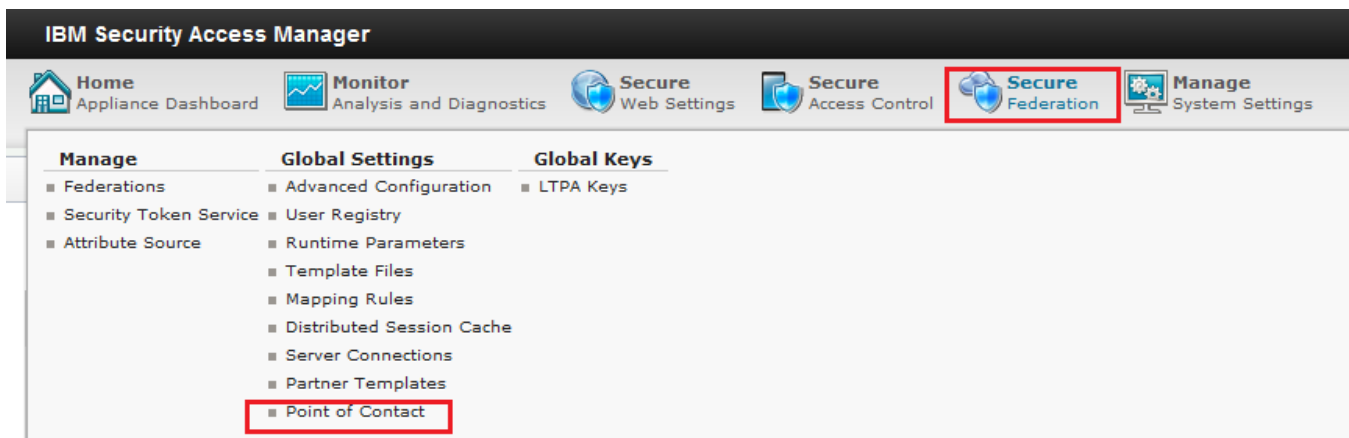 IBM Security Access Manager
Home
Appliance Dashboard
Monitor
Analysis and Diagnostics
Secure
Web Settings
Secure
Access Control
Secure
Federation
Manage
System Settings
Manage
Federations
Security Token Service
Attribute Source
Global Settings
Advanced Configuration
User Registry
Runtime Parameters
Template Files
Mapping Rules
Distributed Session Cache
Server Connections
Partner Templates
Point of Contact
Global Keys
LTPA Keys